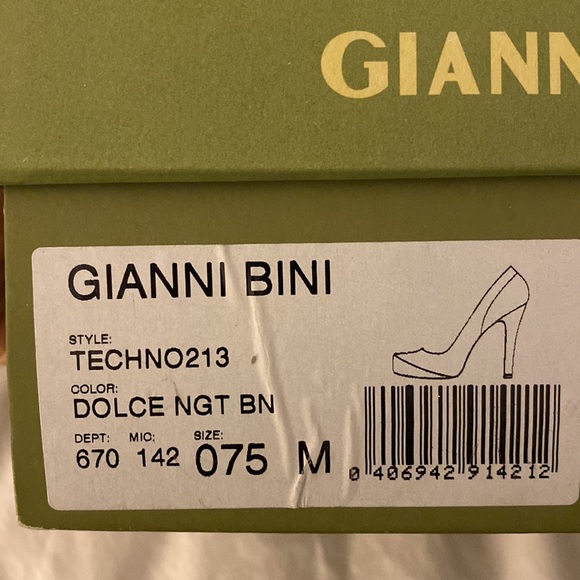 GIANN
GIANNI BINI
STYLE:
TECHNO213
COLOR:
DOLCE NGT BN
DEPT: MIC: SIZE:
670 142 075 M
0 406942 914212